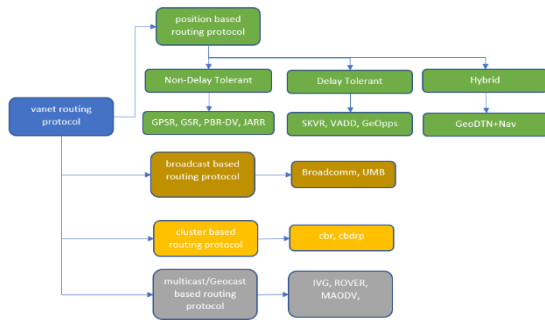 position based
routing protocol
Non-Delay Tolerant
Delay Tolerant
Hybrid
vanet routing
protocol
GPSR, GSR, PBR-DV, JARR
SKVR, VADD, GeOpps
GeoDTN+Nav
broadcast based
routing protocol
Broadcomm, UMB
cluster based
routing protocol
cbr, cbdrp
multicast/Geocast
based routing
protocol
IVG, ROVER,
MAODV,